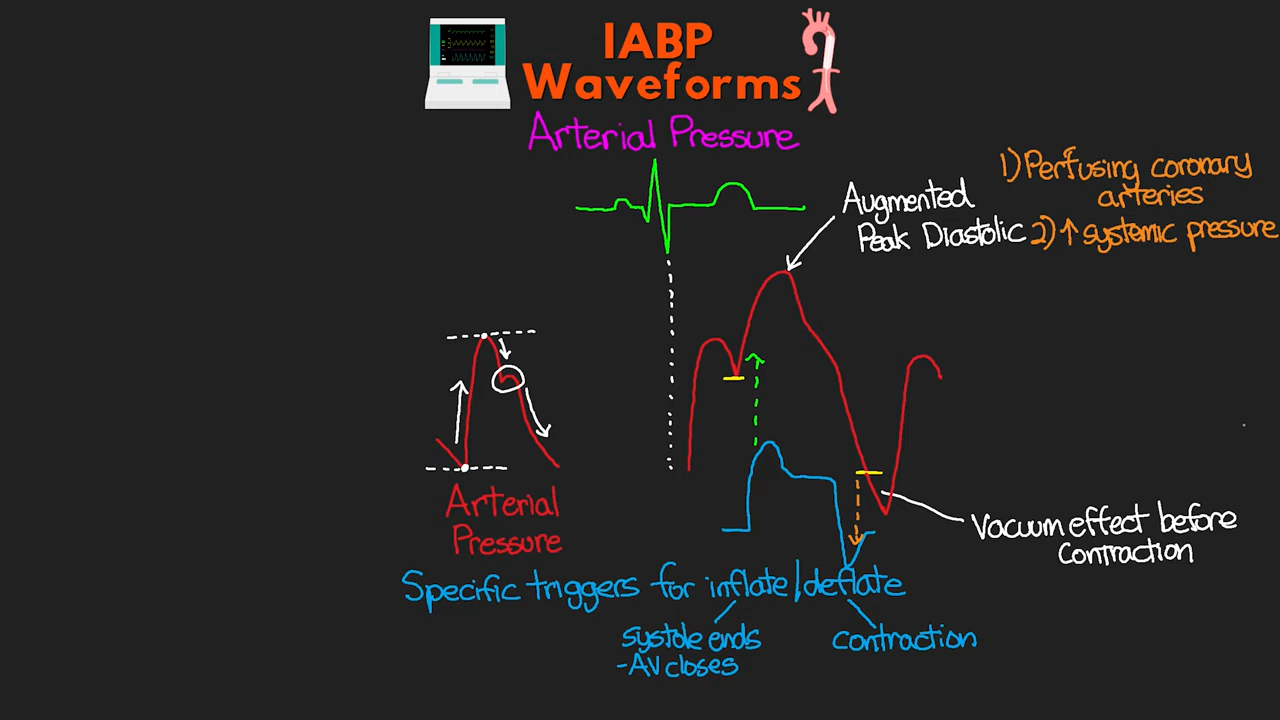 IABP
Waveforms
Arterial Pressure
Augmented
Peak Diastolic
1) Perfusing coronary
arteries
2) ↑ systemic pressure
Arterial
Pressure
Vacuum effect before
Contraction
Specific triggers for inflate/deflate
systole ends
-AV closes
contraction